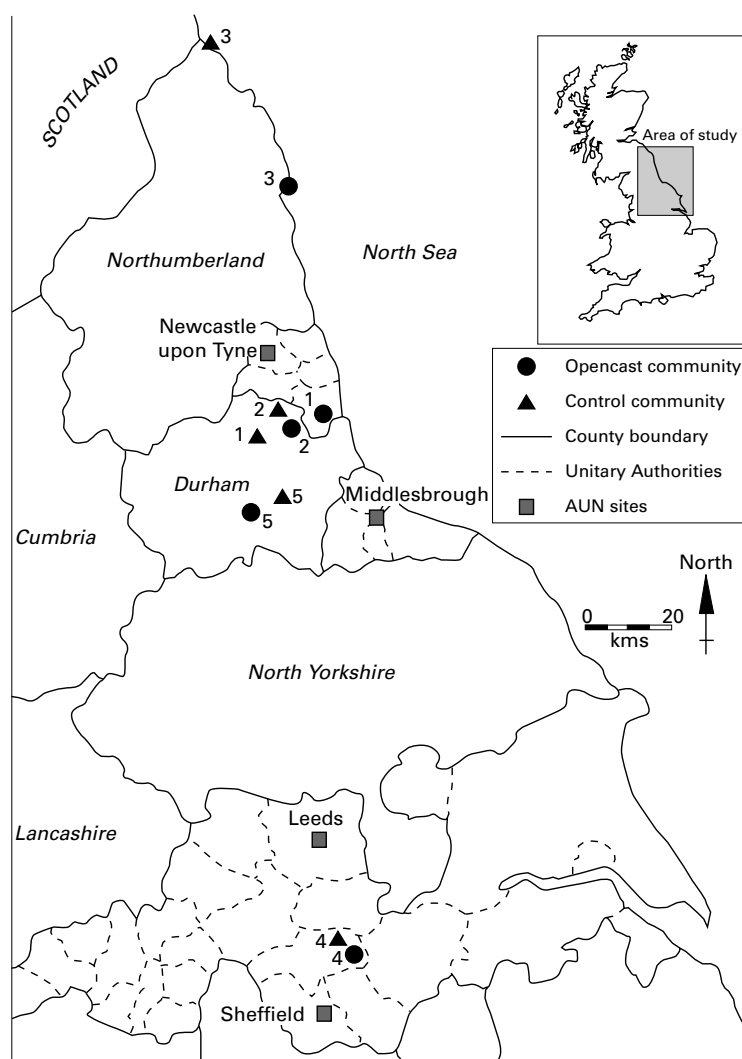 3
SCOTLAND
Area of study
3
Northumberland
North Sea
Newcastle
upon Tyne
Opencast community
Control community
County boundary
Unitary Authorities
AUN sites
2
1
1
2
Durham
5
5
Middlesbrough
Cumbria
North
0 20
kms
North Yorkshire
Lancashire
Leeds
4
4
Sheffield